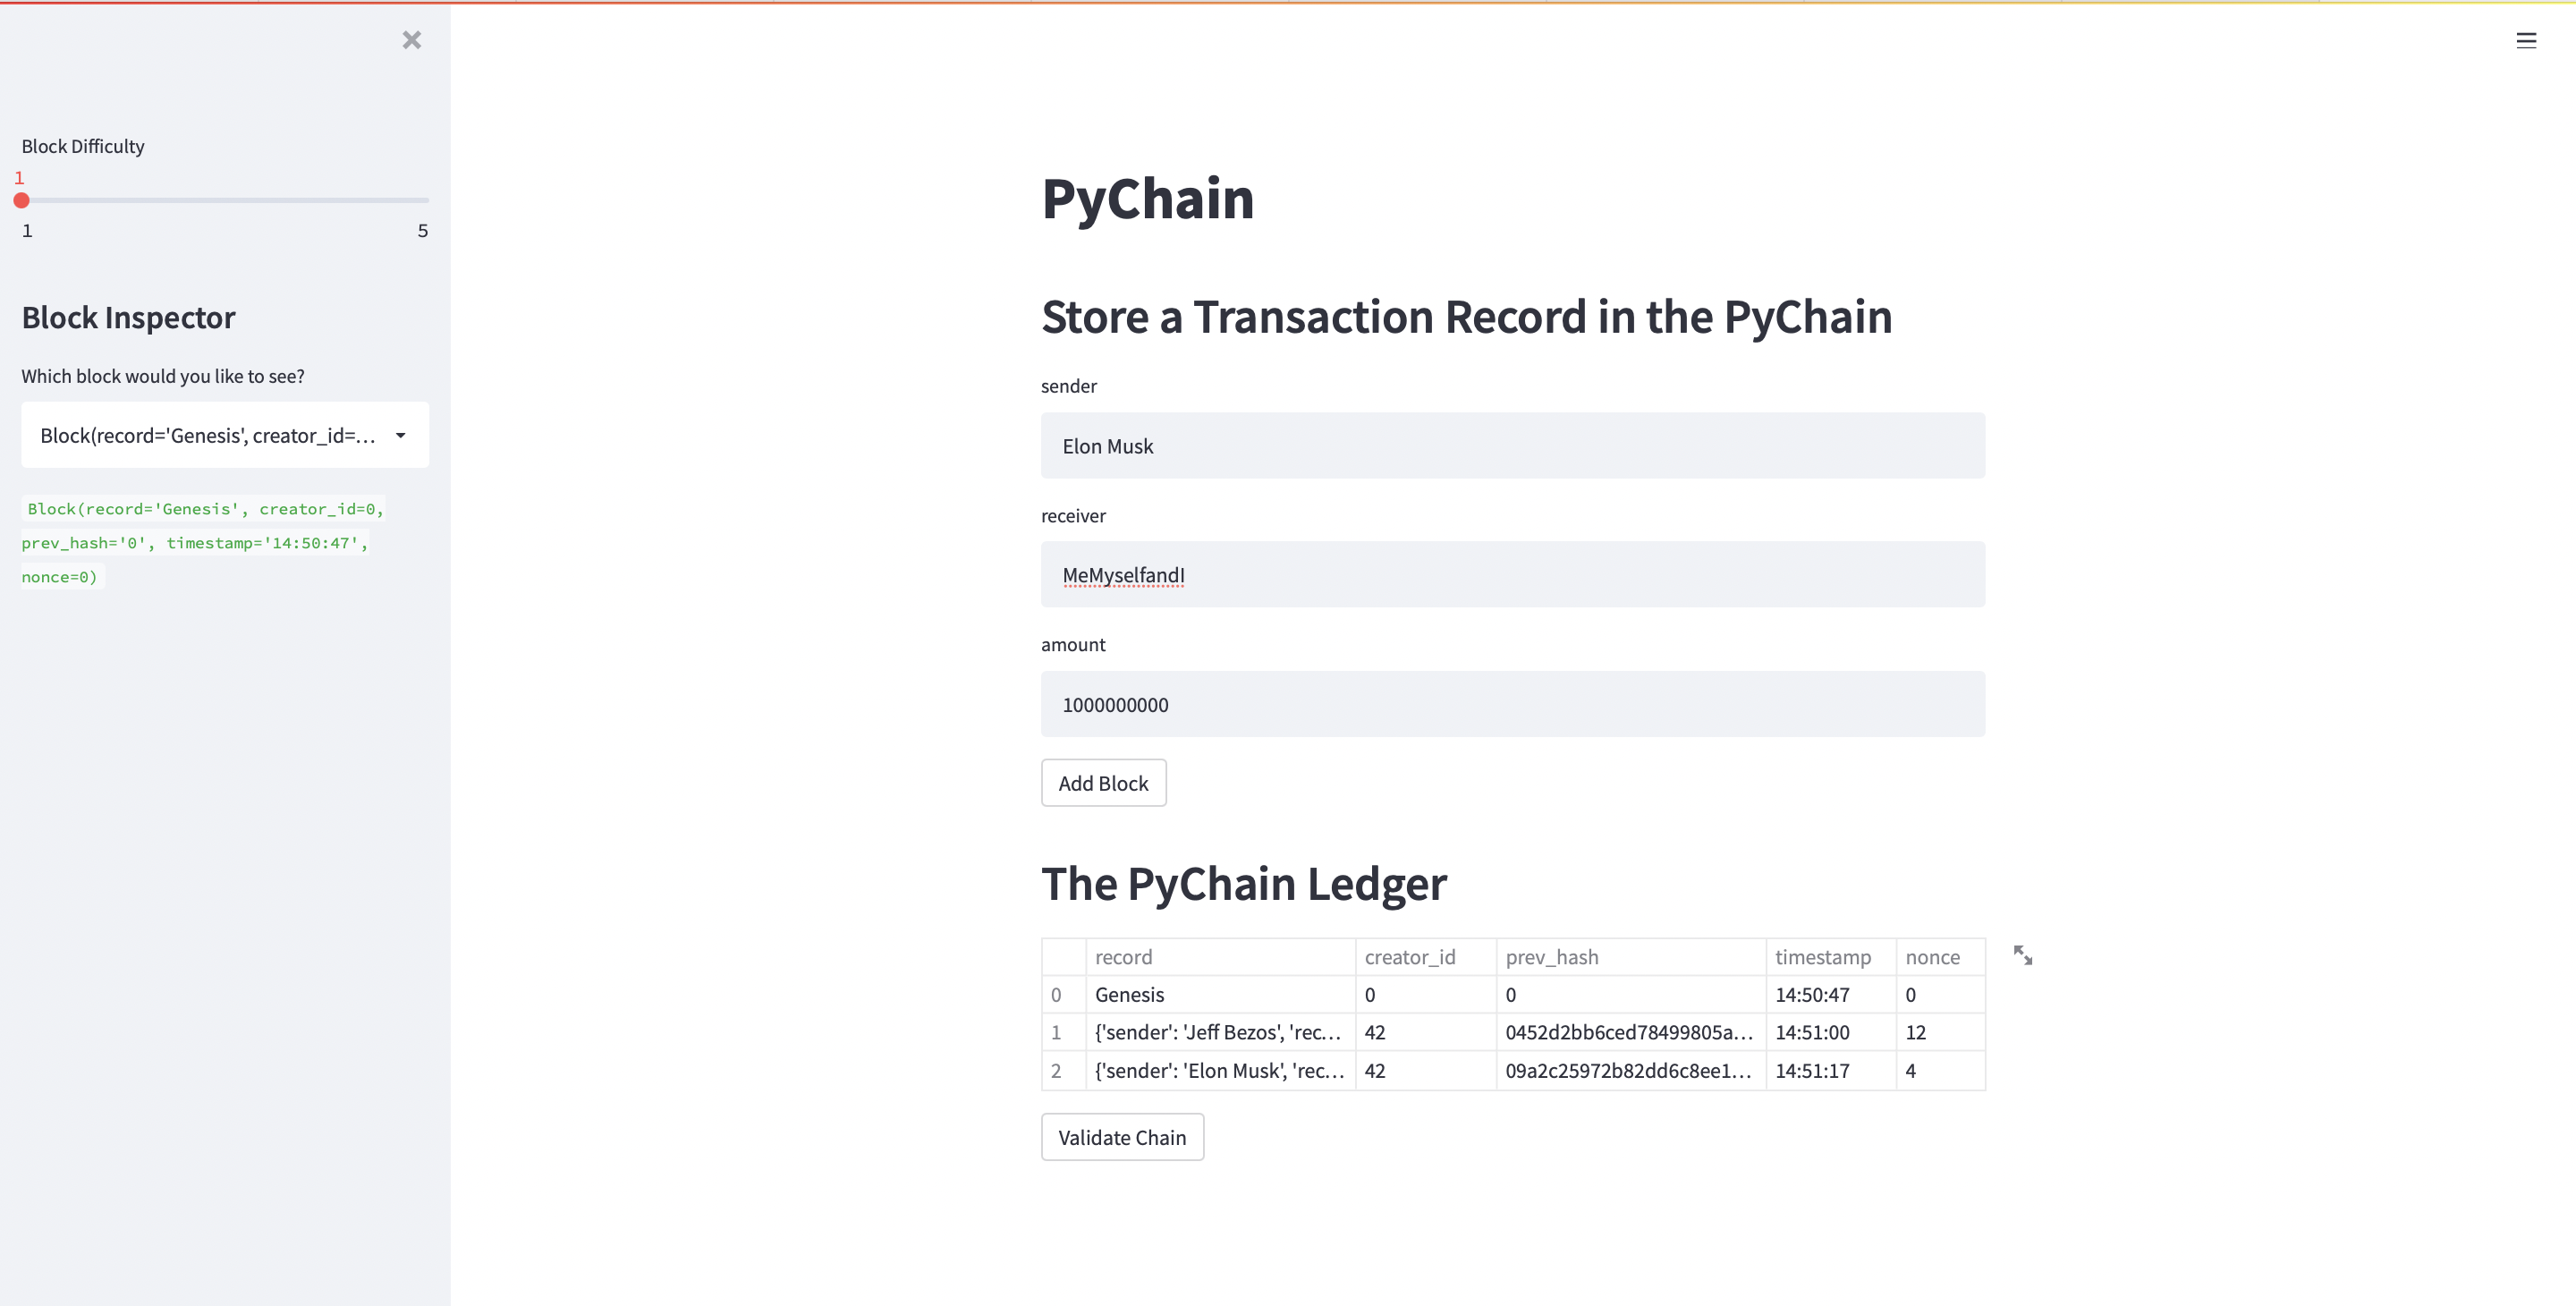 Block Difficulty
1
1 5
Block Inspector
Which block would you like to see?
Block(record='Genesis', creator_id=...
Block(record='Genesis', creator_id=0,
prev_hash='0', timestamp='14:50:47',
nonce=0)
PyChain
Store a Transaction Record in the PyChain
sender
Elon Musk
receiver
MeMyselfandI
amount
1000000000
Add Block
The PyChain Ledger
record creator_id prev_hash timestamp nonce
0 Genesis 0 0 14:50:47 0
1 {'sender': 'Jeff Bezos', 'rec... 42 0452d2bb6ced78499805a... 14:51:00 12
2 {'sender': 'Elon Musk', 'rec... 42 09a2c25972b82dd6c8ee1... 14:51:17 4
Validate Chain